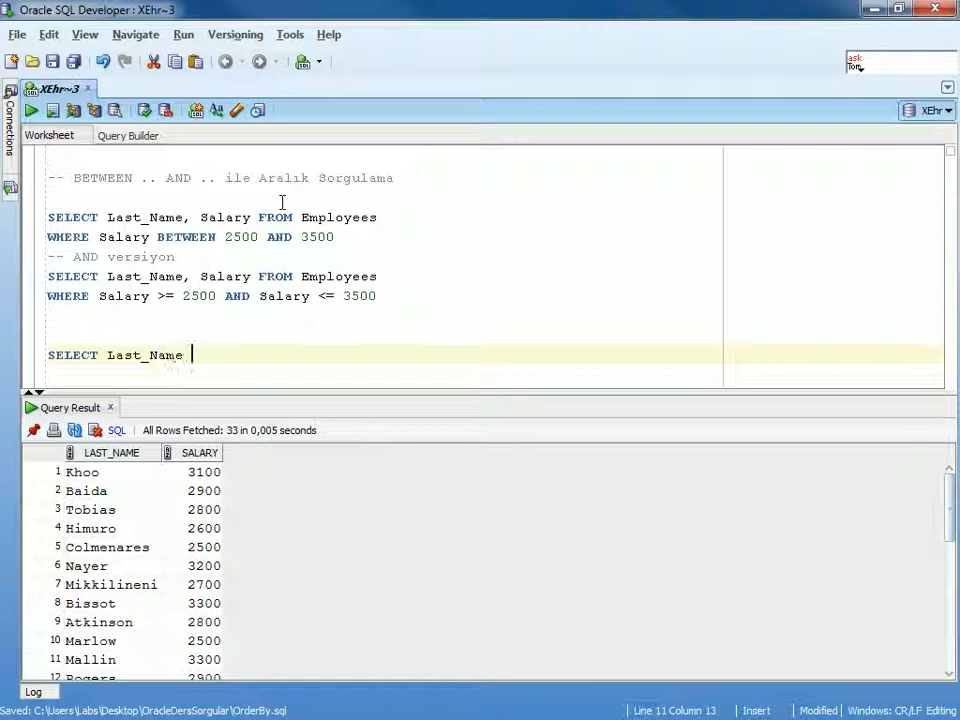 Oracle SQL Developer : XEhr~3
File Edit View Navigate Run Versioning Tools Help
ask
Tom
XEhr~3
Connections
XEhr
Worksheet Query Builder
-- BETWEEN .. AND .. ile Aralık Sorgulama
SELECT Last_Name, Salary FROM Employees
WHERE Salary BETWEEN 2500 AND 3500
-- AND versiyon
SELECT Last_Name, Salary FROM Employees
WHERE Salary >= 2500 AND Salary <= 3500
SELECT Last_Name
Query Result
SQL All Rows Fetched: 33 in 0,005 seconds
LAST_NAME SALARY
1 Khoo 3100
2 Baida 2900
3 Tobias 2800
4 Himuro 2600
5 Colmenares 2500
6 Nayer 3200
7 Mikkilineni 2700
8 Bissot 3300
9 Atkinson 2800
10 Marlow 2500
11 Mallin 3300
12 Rogers 2900
Log
Saved: C:\Users\Labs\Desktop\OracleDersSorgular\OrderBy.sql
Line 11 Column 13 Insert Modified Windows: CR/LF Editing